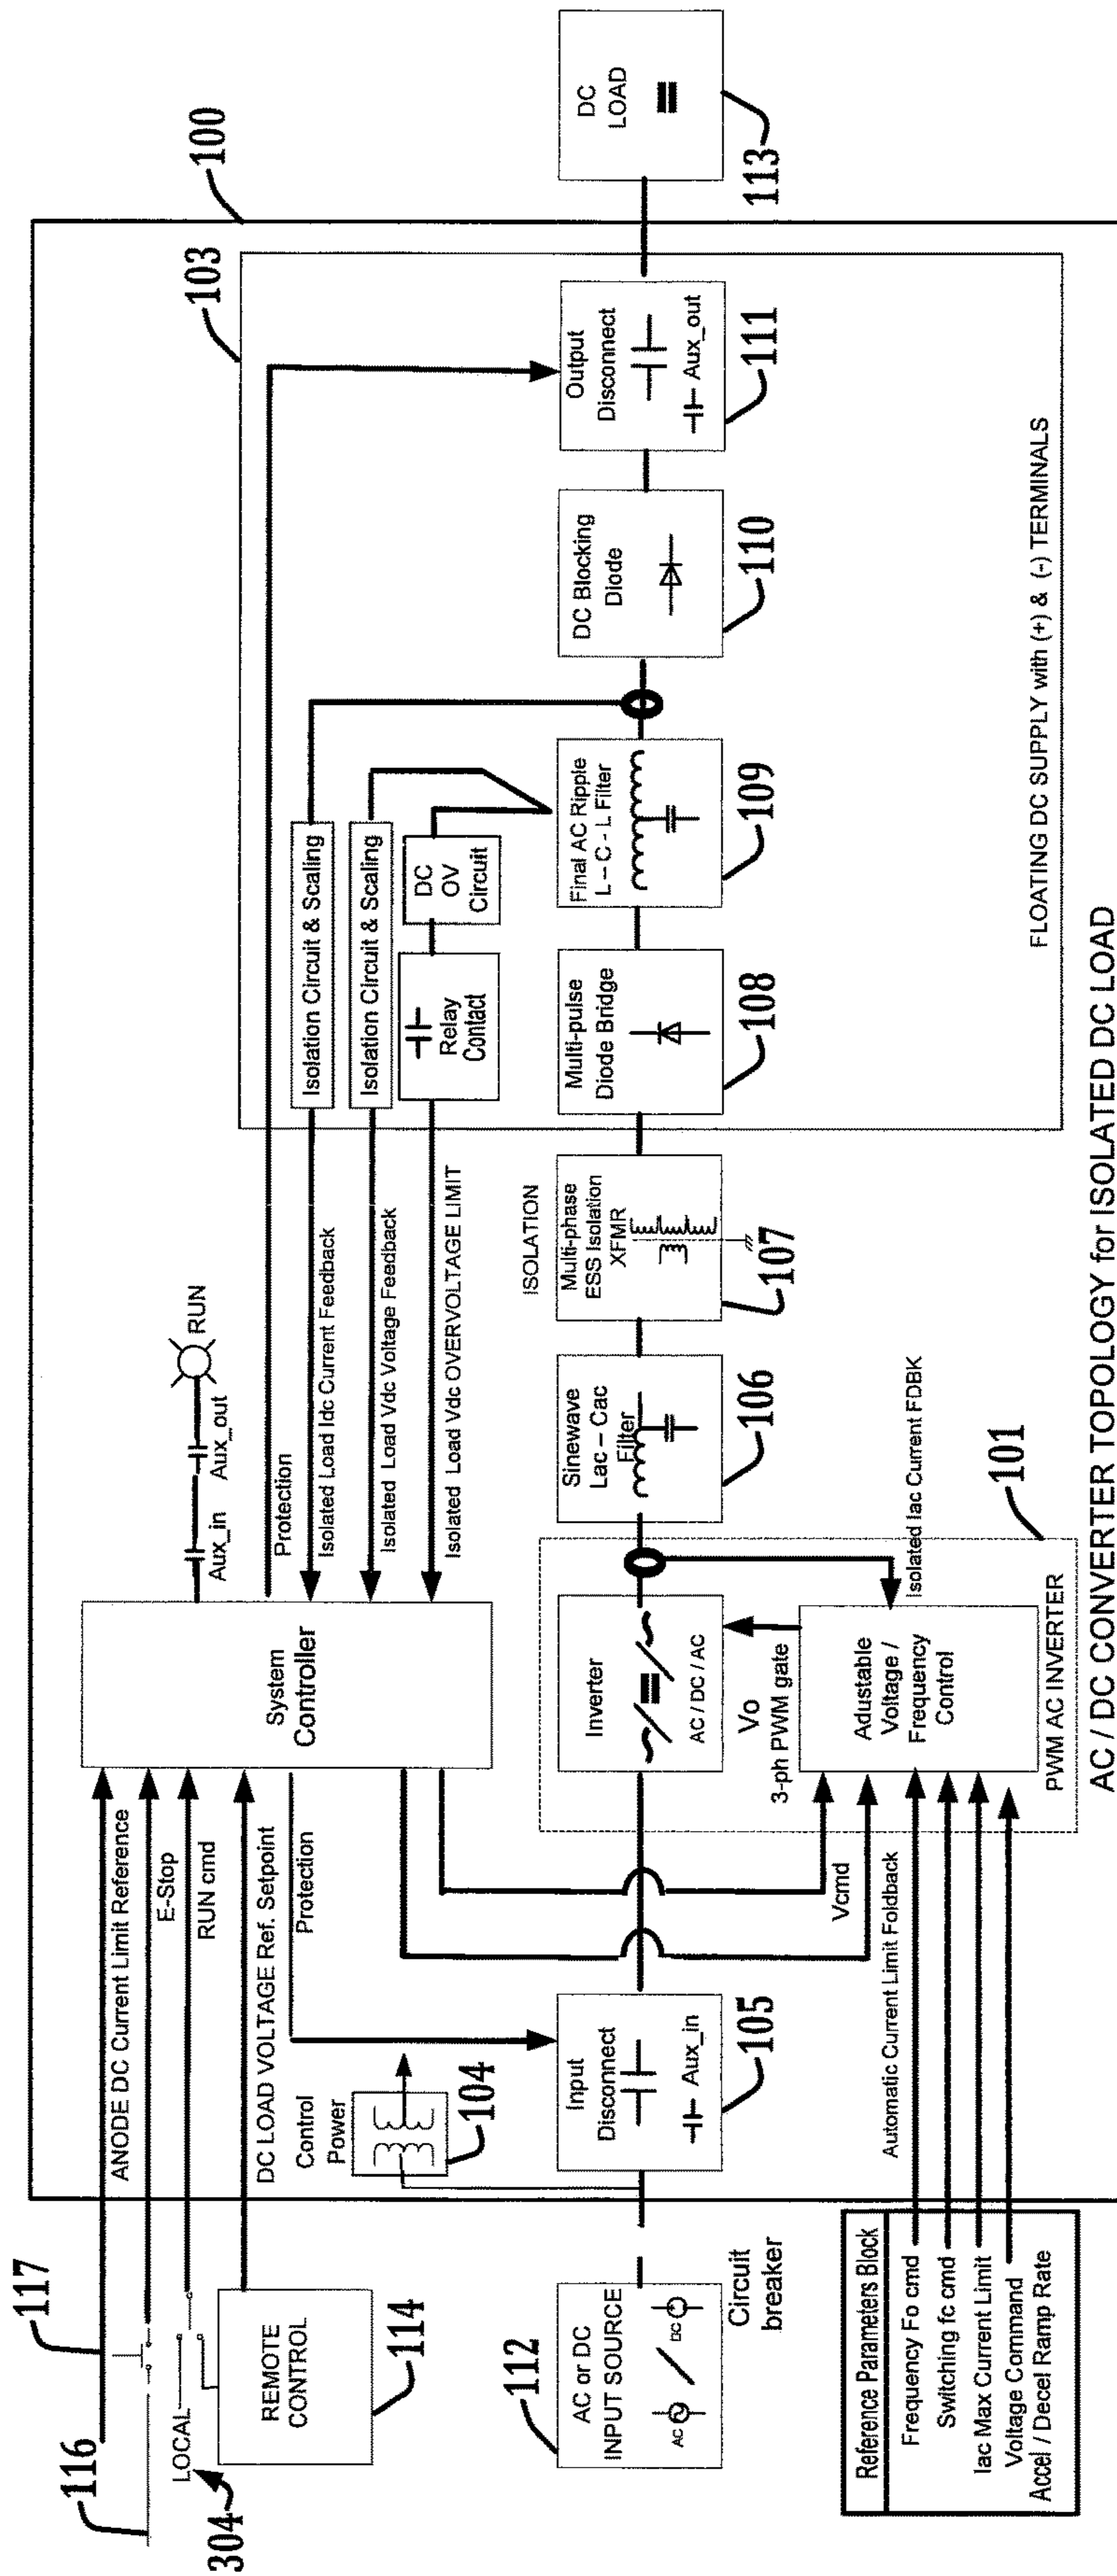 117
116
304
LOCAL
REMOTE
CONTROL
114
ANODE DC Current Limit Reference
E-Stop
RUN cmd
DC LOAD VOLTAGE Ref. Setpoint
Protection
System
Controller
Aux_in
Aux_out
RUN
Protection
Isolated Load Idc Current Feedback
Isolated Load Vdc Voltage Feedback
Isolated Load Vdc OVERVOLTAGE LIMIT
Isolation Circuit & Scaling
Isolation Circuit & Scaling
Relay
Contact
DC
OV
Circuit
103
100
Control
Power
104
112
AC or DC
INPUT SOURCE
AC
DC
Circuit
breaker
Input
Disconnect
Aux_in
105
Inverter
AC / DC / AC
Vo
3-ph PWM gate
Vcmd
Automatic Current Limit Foldback
Adustable
Voltage /
Frequency
Control
PWM AC INVERTER
Isolated Iac Current FDBK
101
Sinewave
Lac – Cac
Filter
106
ISOLATION
Multi-phase
ESS Isolation
XFMR
107
Multi-pulse
Diode Bridge
108
Final AC Ripple
L – C - L Filter
109
DC Blocking
Diode
110
Output
Disconnect
Aux_out
111
DC
LOAD
113
FLOATING DC SUPPLY with (+) & (-) TERMINALS
Reference Parameters Block
Frequency Fo cmd
Switching fc cmd
Iac Max Current Limit
Voltage Command
Accel / Decel Ramp Rate
AC / DC CONVERTER TOPOLOGY for ISOLATED DC LOAD